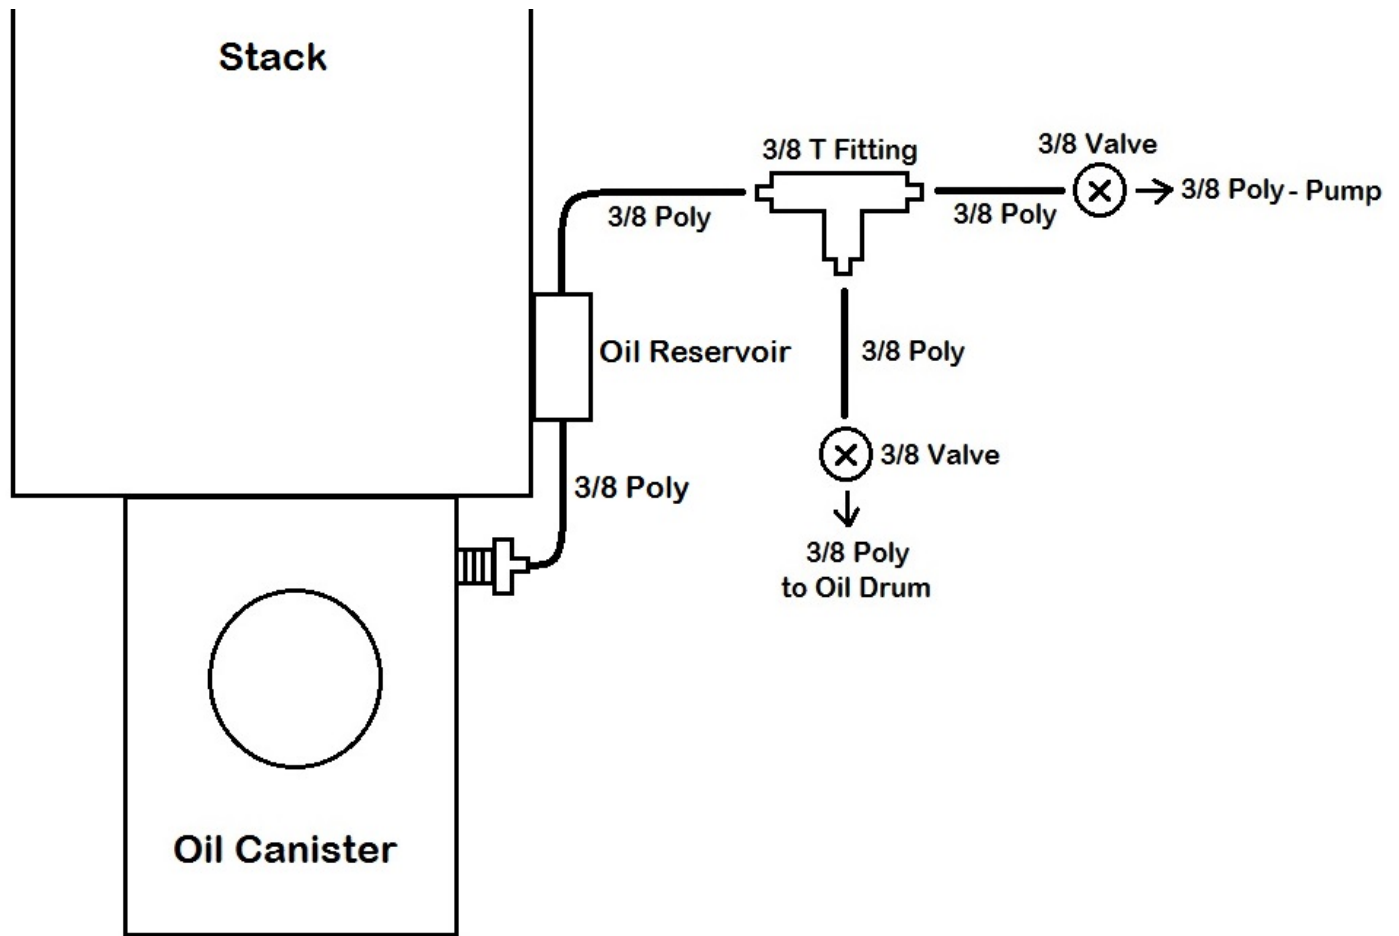 Stack
3/8 T Fitting
3/8 Valve
3/8 Poly
3/8 Poly
3/8 Poly - Pump
Oil Reservoir
3/8 Poly
3/8 Valve
3/8 Poly
3/8 Poly
to Oil Drum
Oil Canister